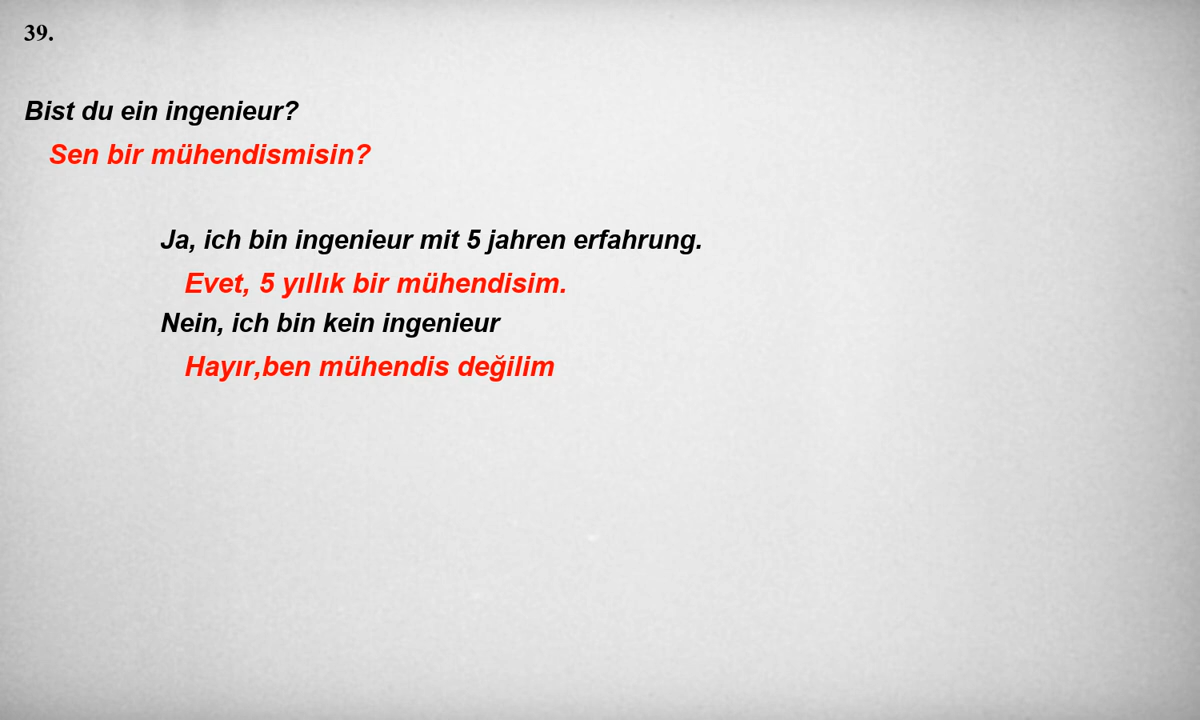 39.
Bist du ein ingenieur?
Sen bir mühendismisin?
Ja, ich bin ingenieur mit 5 jahren erfahrung.
Evet, 5 yıllık bir mühendisim.
Nein, ich bin kein ingenieur
Hayır,ben mühendis değilim